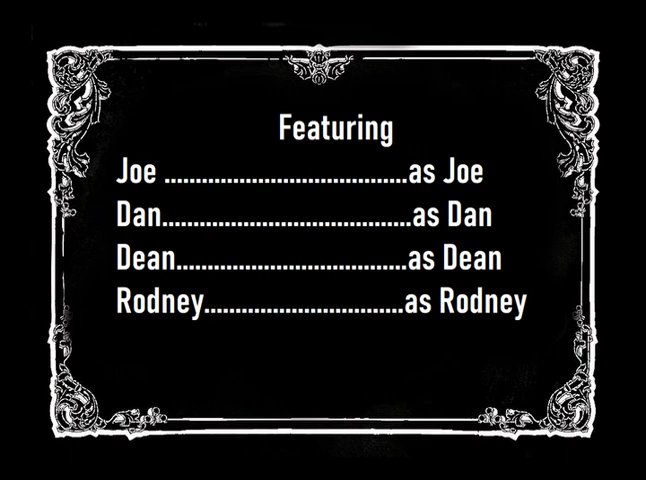 Featuring
Joe .......................................as Joe
Dan........................................as Dan
Dean.....................................as Dean
Rodney................................as Rodney